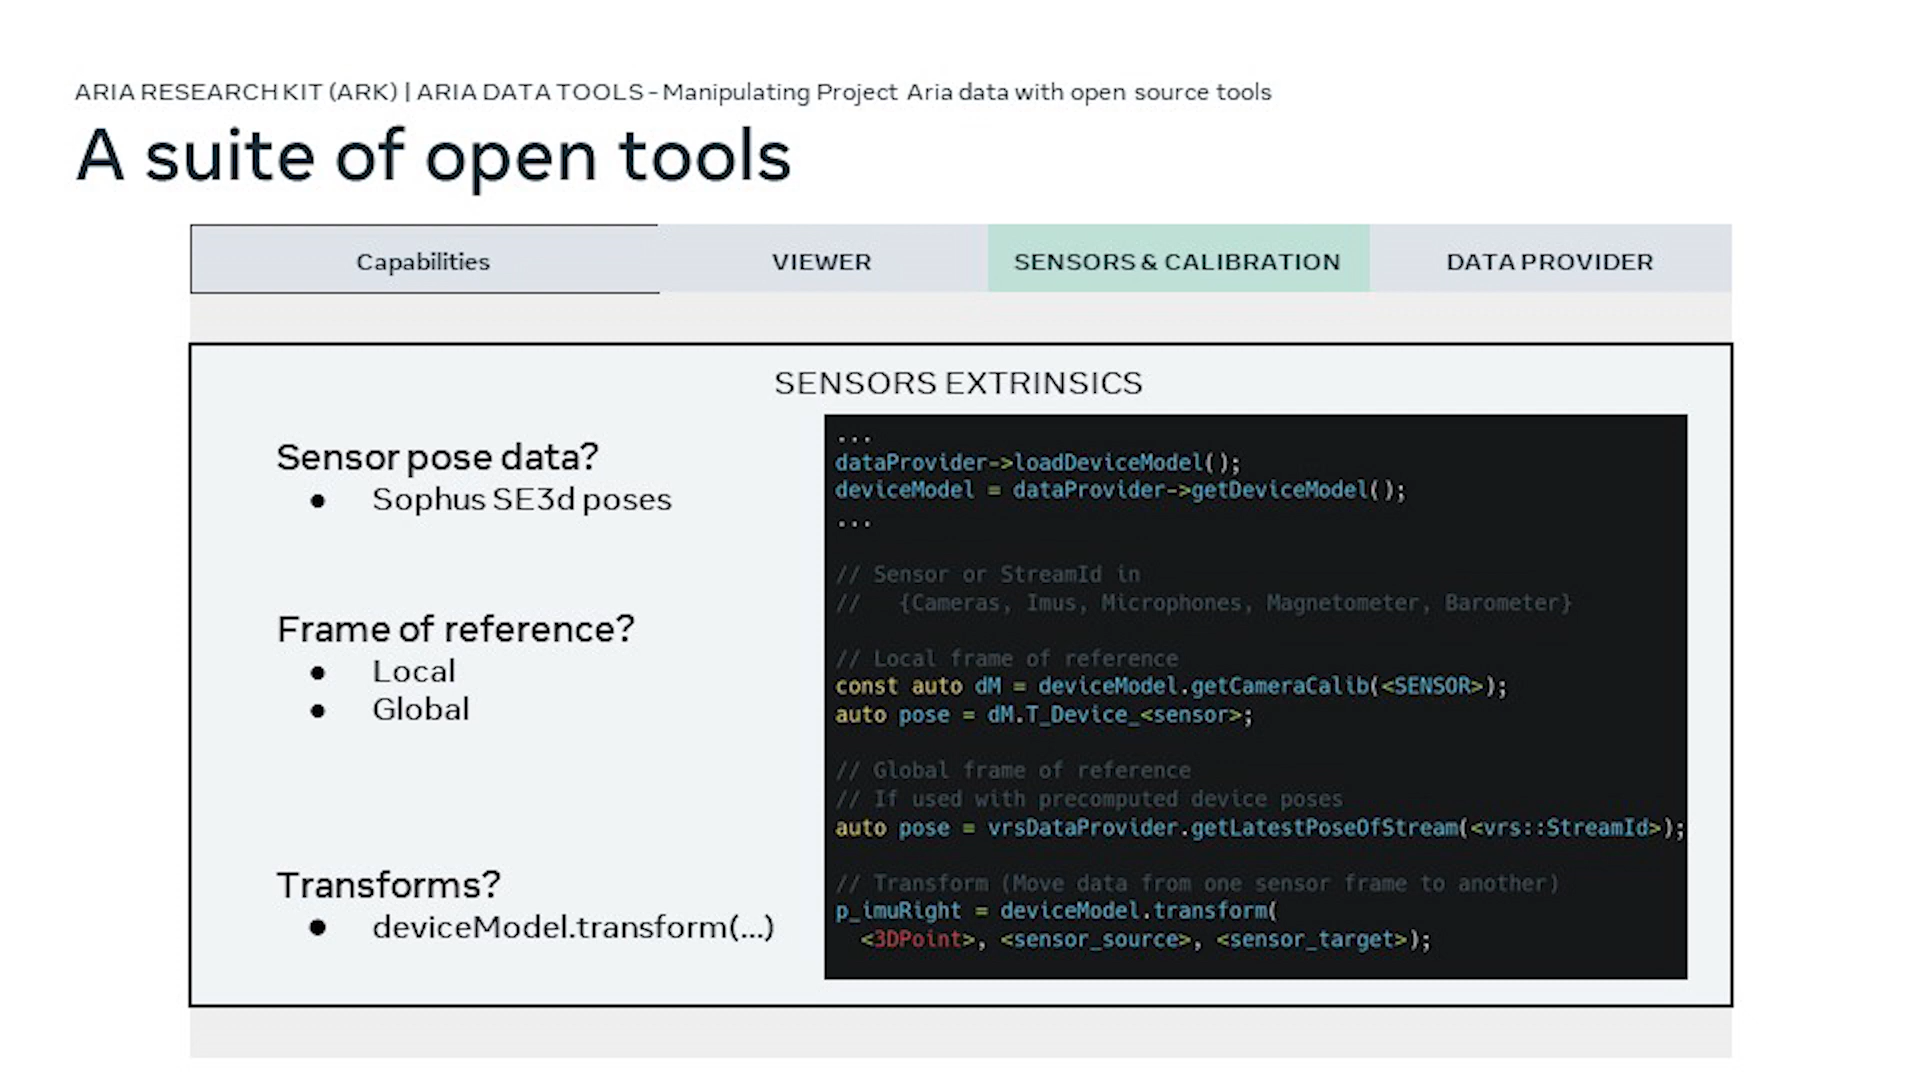 ARIA RESEARCH KIT (ARK) | ARIA DATA TOOLS - Manipulating Project Aria data with open source tools
A suite of open tools
Capabilities VIEWER SENSORS & CALIBRATION DATA PROVIDER
SENSORS EXTRINSICS
Sensor pose data?
● Sophus SE3d poses
Frame of reference?
● Local
● Global
Transforms?
● deviceModel.transform(...)
...
dataProvider->loadDeviceModel();
deviceModel = dataProvider->getDeviceModel();
...
// Sensor or StreamId in
//   {Cameras, Imus, Microphones, Magnetometer, Barometer}
// Local frame of reference
const auto dM = deviceModel.getCameraCalib(<SENSOR>);
auto pose = dM.T_Device_<sensor>;
// Global frame of reference
// If used with precomputed device poses
auto pose = vrsDataProvider.getLatestPoseOfStream(<vrs::StreamId>);
// Transform (Move data from one sensor frame to another)
p_imuRight = deviceModel.transform(
  <3DPoint>, <sensor_source>, <sensor_target>);